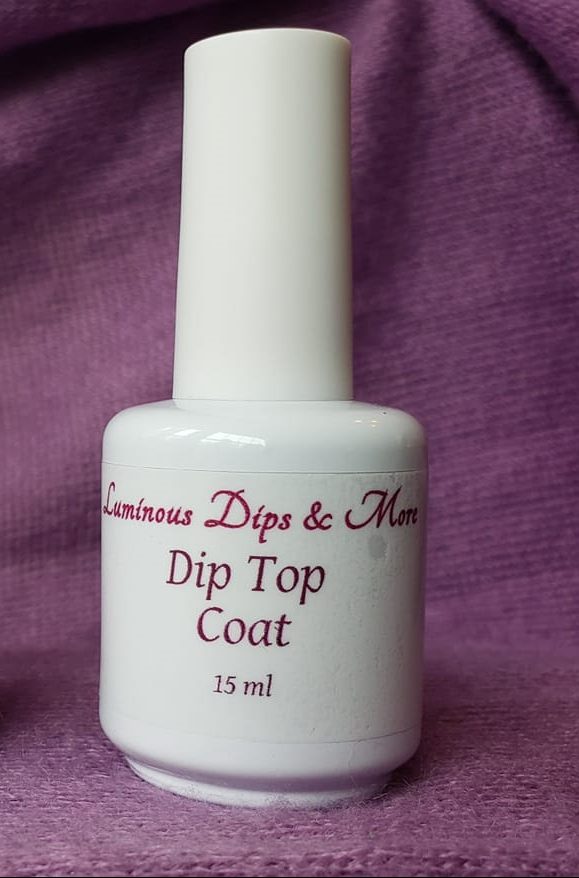 Luminous Dips & More
Dip Top
Coat
15 ml